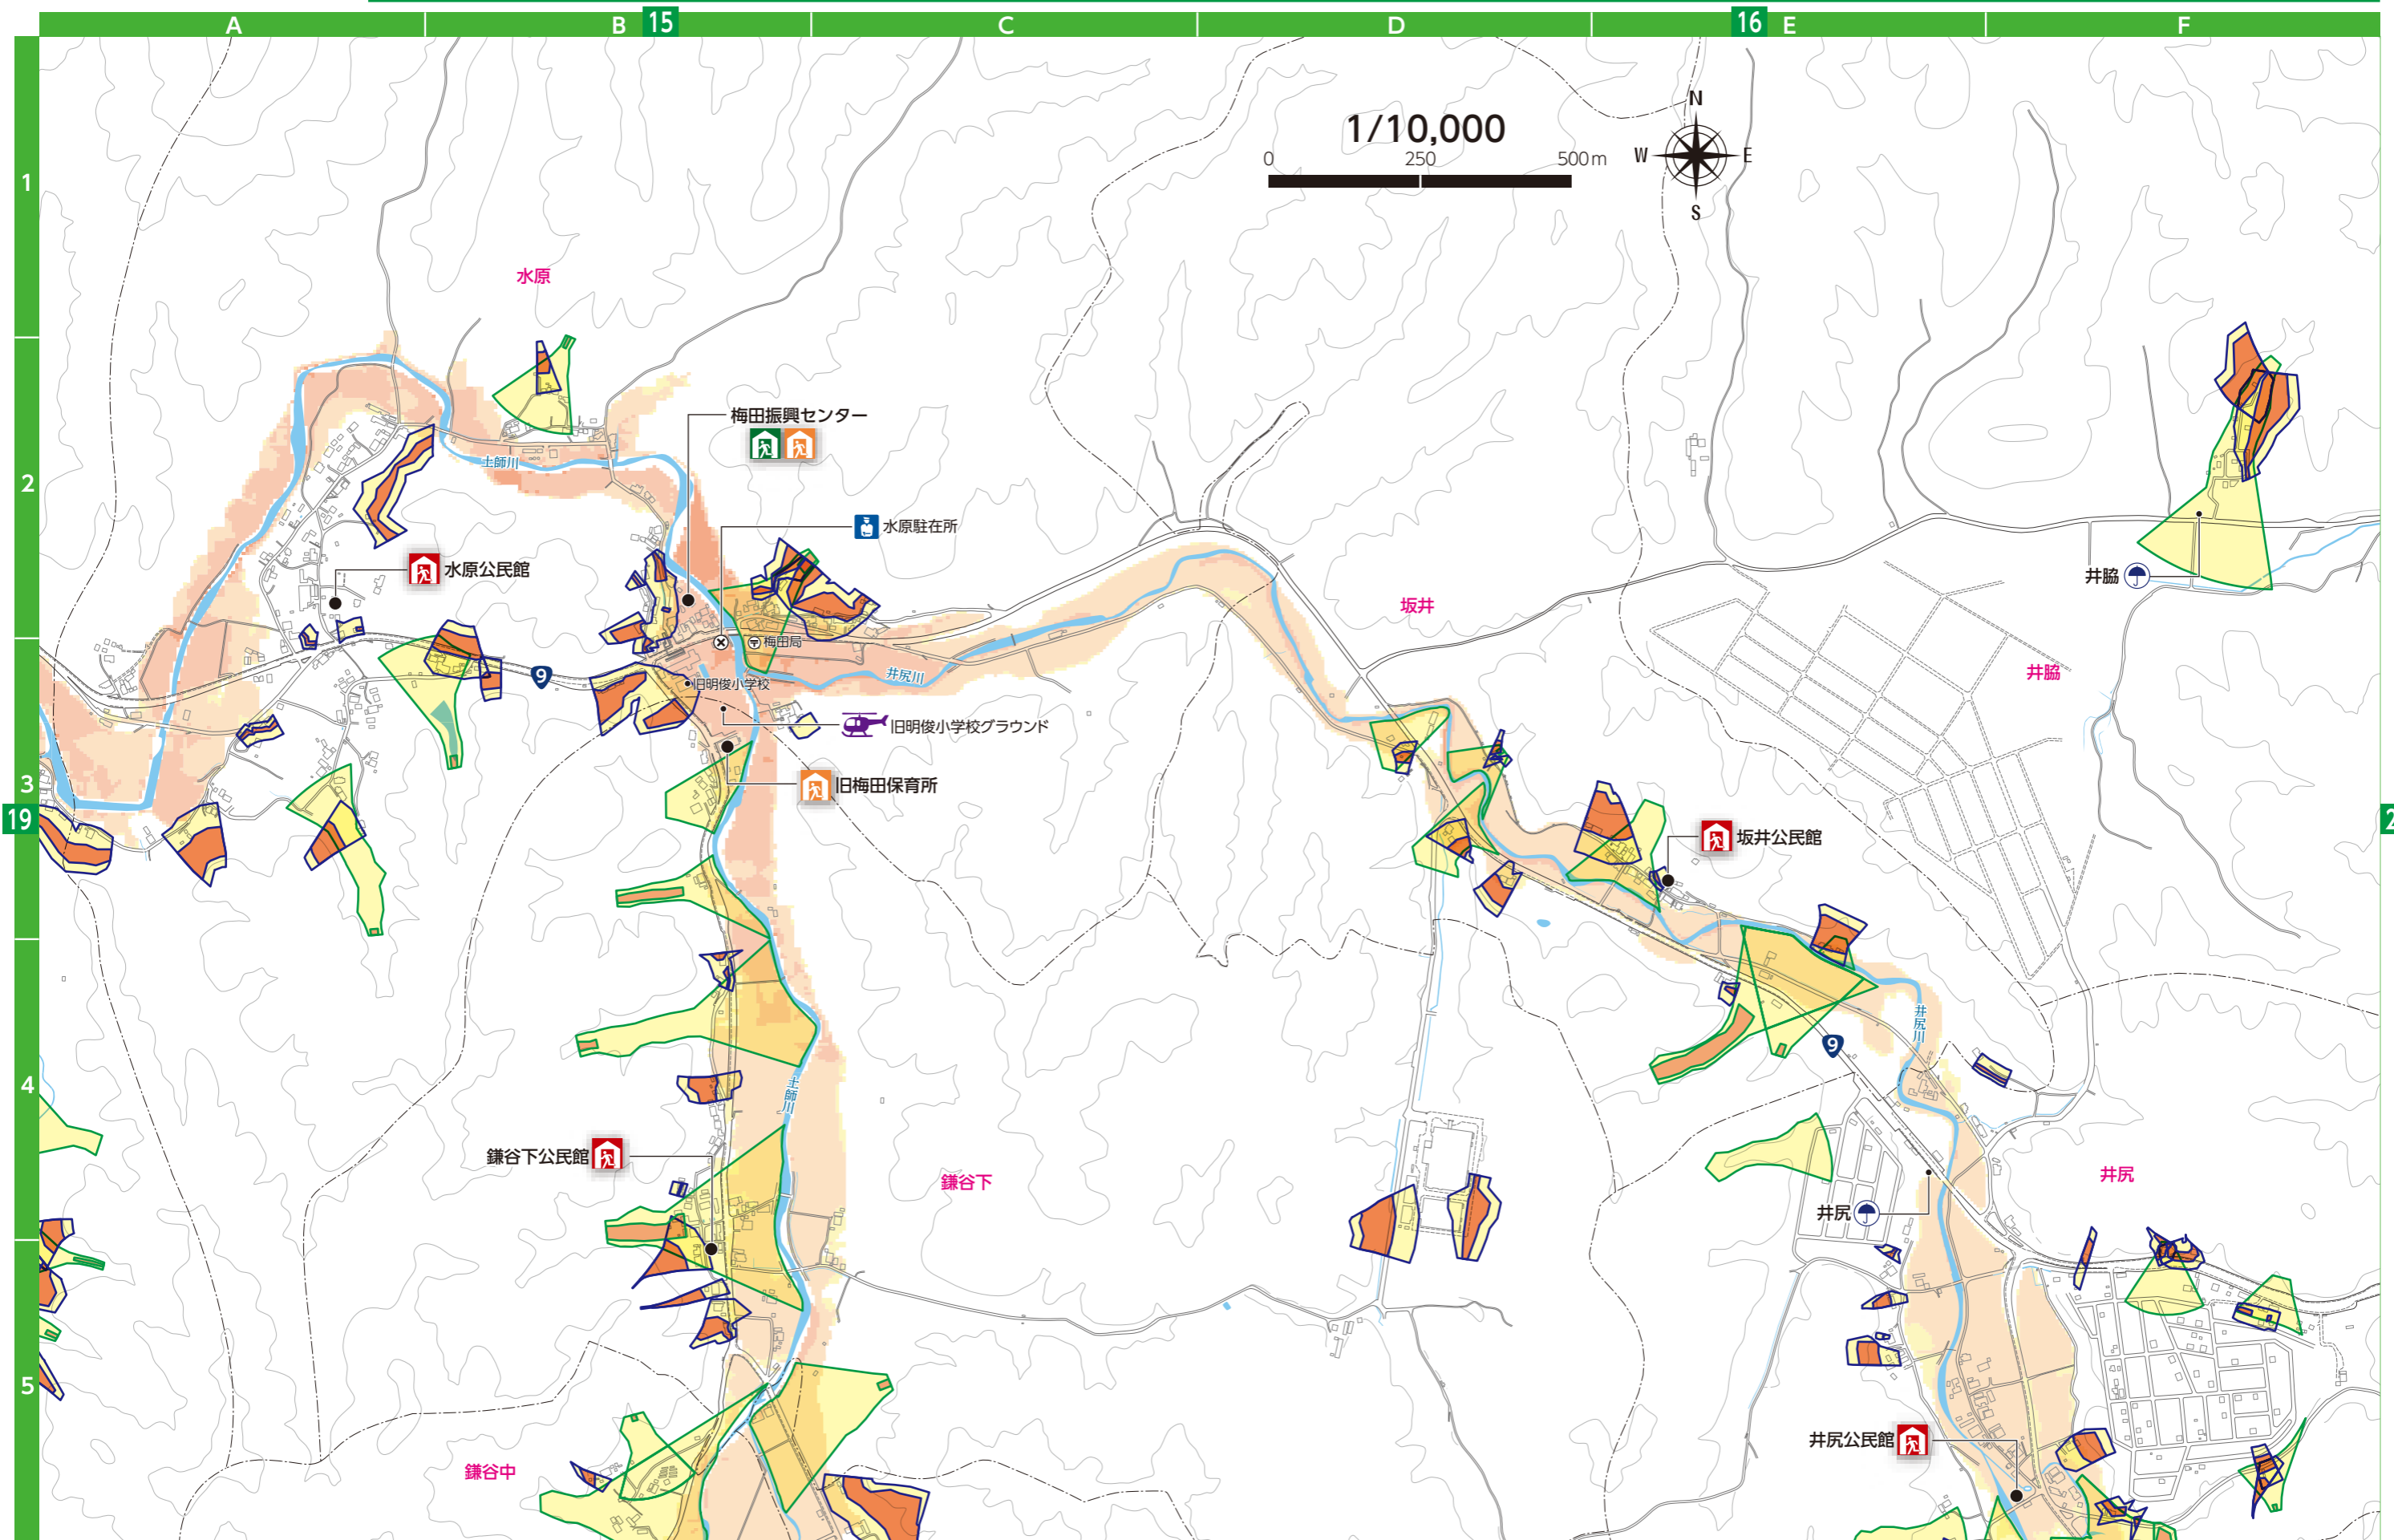 A B 15 C D 16 E F
1
2
3
19
4
5
1/10,000
0 250 500m
N
W E
S
水原
梅田振興センター
土師川
水原駐在所
水原公民館
坂井
井脇
井脇
梅田局
9
井尻川
旧明俊小学校
旧明俊小学校グラウンド
旧梅田保育所
坂井公民館
井尻川
9
土師川
鎌谷下公民館
鎌谷下
井尻
井尻
井尻公民館
鎌谷中